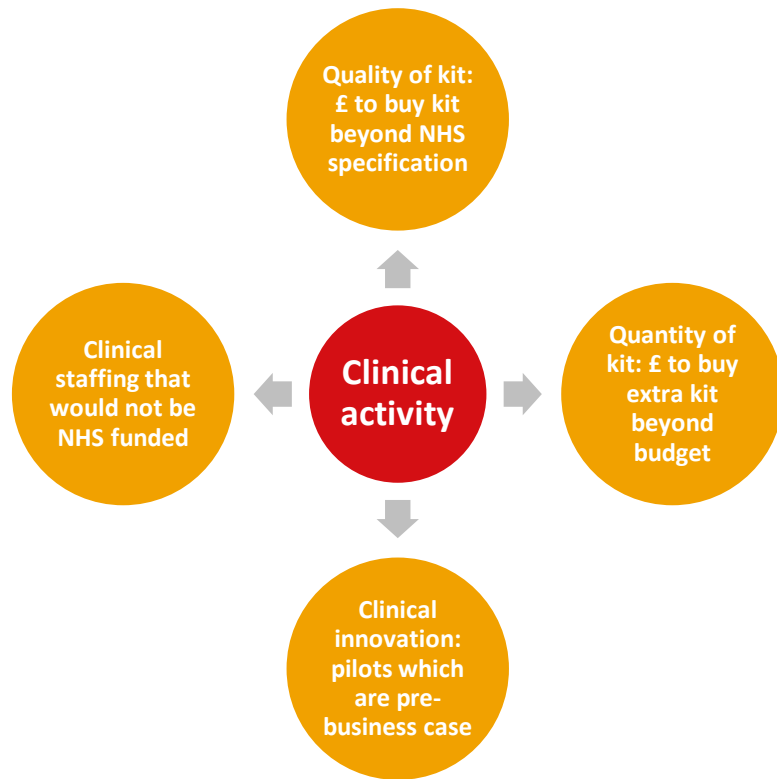 Quality of kit:
£ to buy kit
beyond NHS
specification
Clinical
staffing that
would not be
NHS funded
Clinical
activity
Quantity of
kit: £ to buy
extra kit
beyond
budget
Clinical
innovation:
pilots which
are pre-
business case